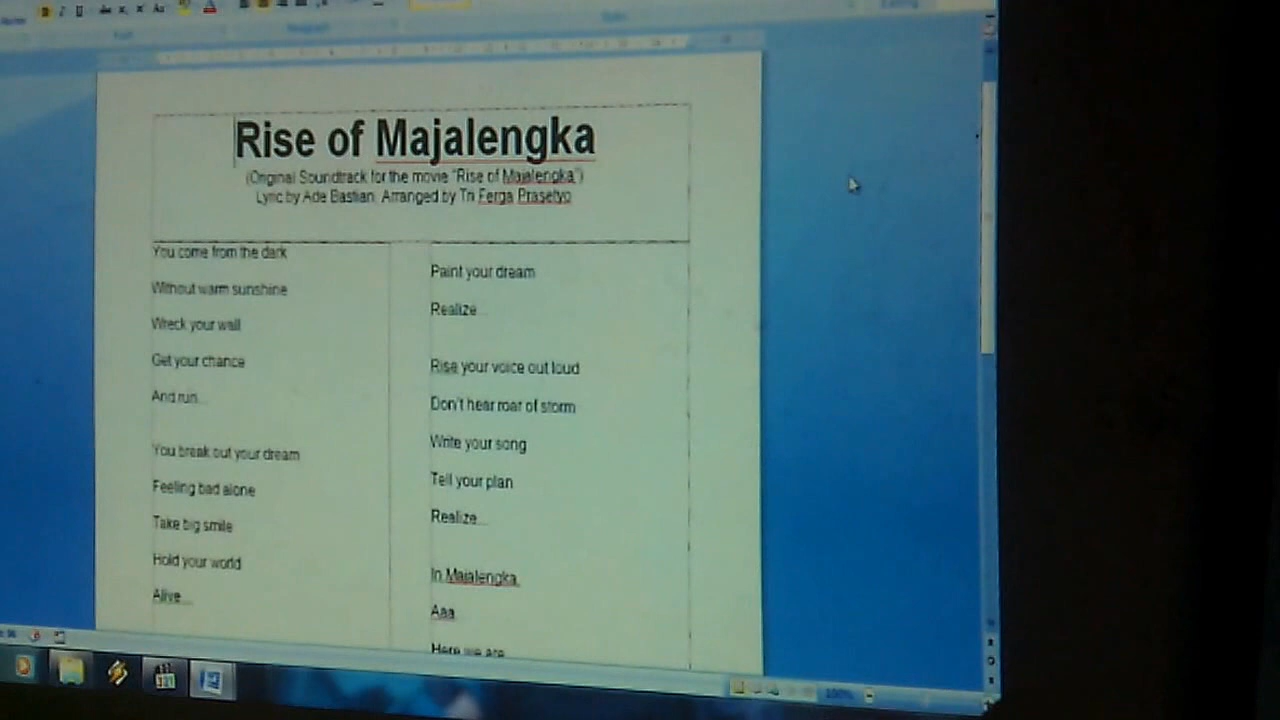 Rise of Majalengka
(Original Soundtrack for the movie "Rise of Majalengka")
Lyric by Ade Bastian. Arranged by Tri Ferga Prasetyo
You come from the dark
Without warm sunshine
Wreck your wall
Get your chance
And run...
You break out your dream
Feeling bad alone
Take big smile
Hold your world
Alive...
Paint your dream
Realize...
Rise your voice out loud
Don't hear roar of storm
Write your song
Tell your plan
Realize...
In Majalengka
Aaa
Here we are
100%